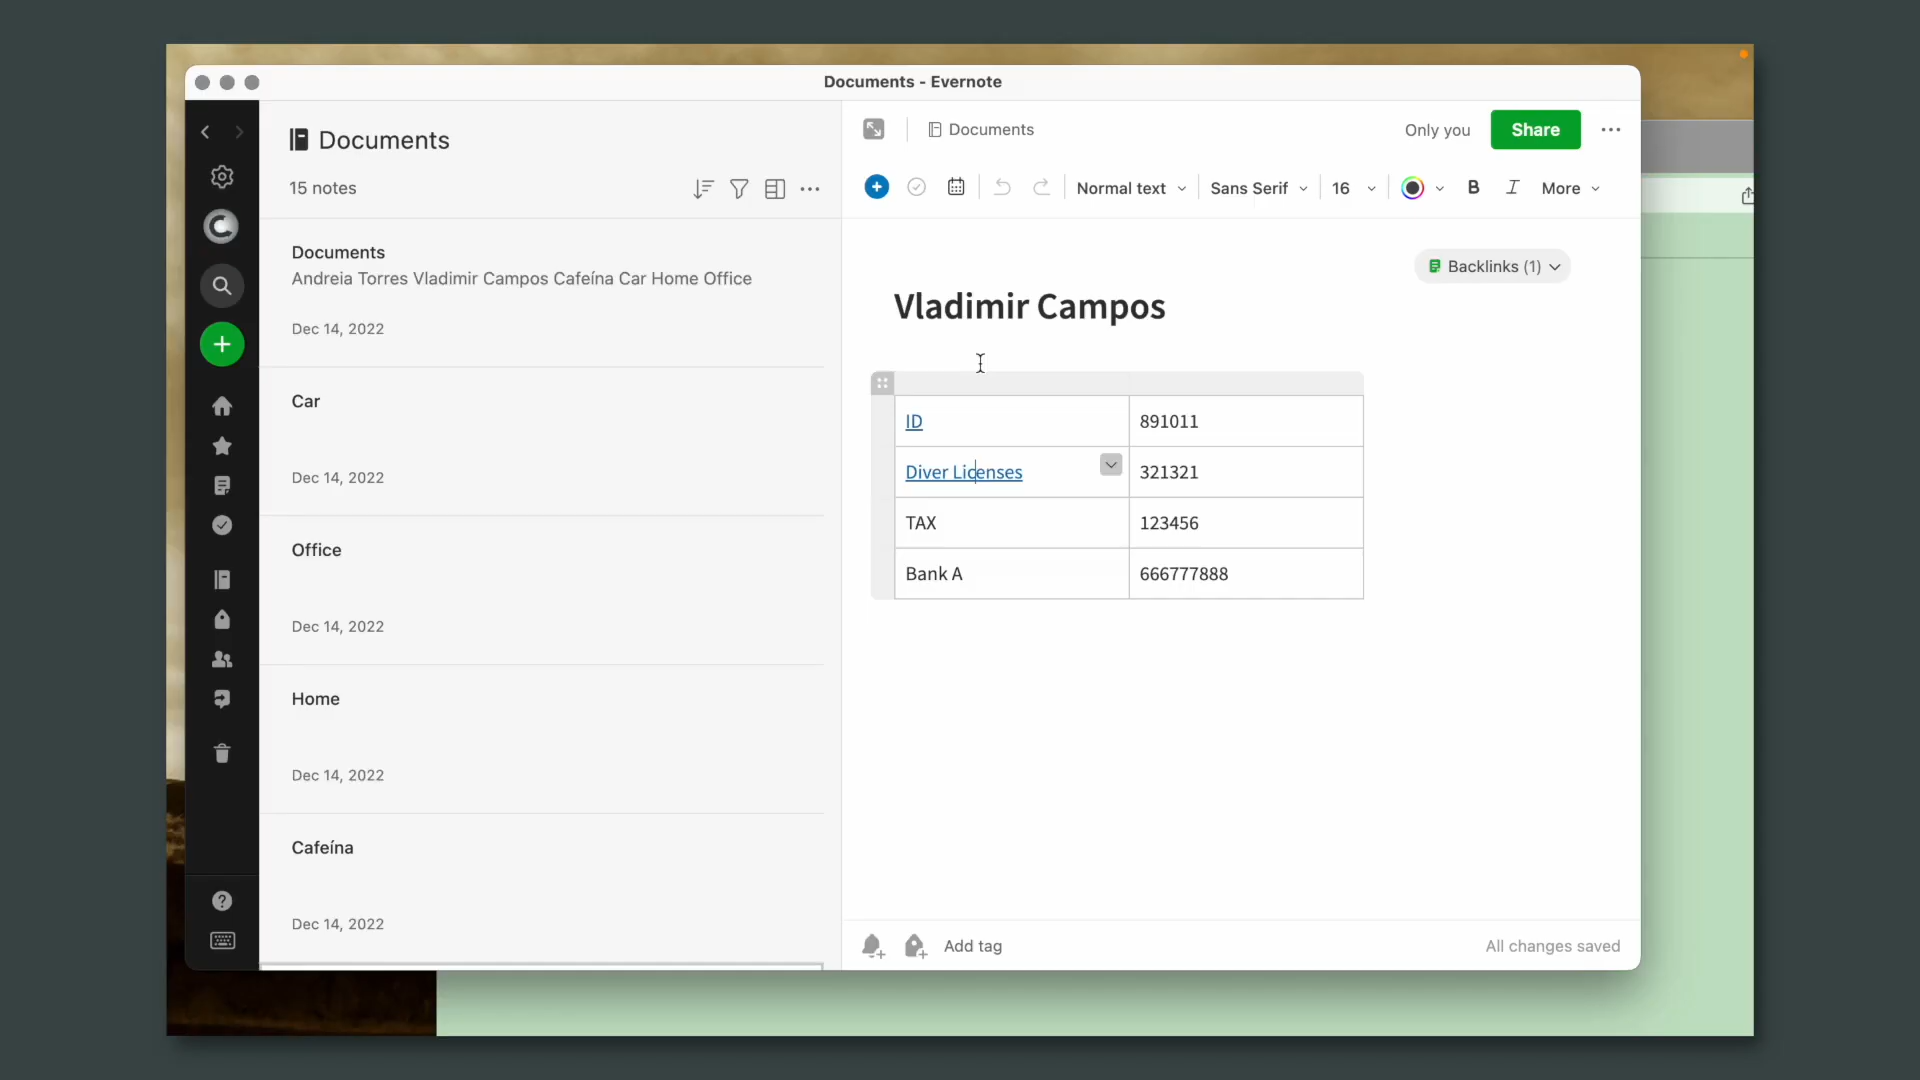 Documents - Evernote
Documents
15 notes
Documents
Andreia Torres Vladimir Campos Cafeína Car Home Office
Dec 14, 2022
Car
Dec 14, 2022
Office
Dec 14, 2022
Home
Dec 14, 2022
Cafeína
Dec 14, 2022
Documents
Only you
Share
Normal text
Sans Serif
16
B
I
More
Backlinks (1)
Vladimir Campos
ID 891011
Diver Licenses 321321
TAX 123456
Bank A 666777888
Add tag
All changes saved